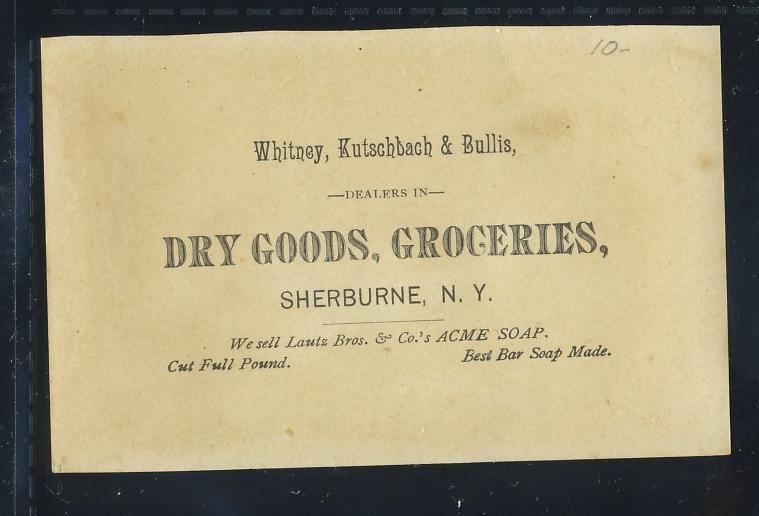 10-
Whitney, Kutschbach & Bullis,
—DEALERS IN—
DRY GOODS, GROCERIES,
SHERBURNE, N. Y.
We sell Lautz Bros. & Co.'s ACME SOAP.
Cut Full Pound. Best Bar Soap Made.